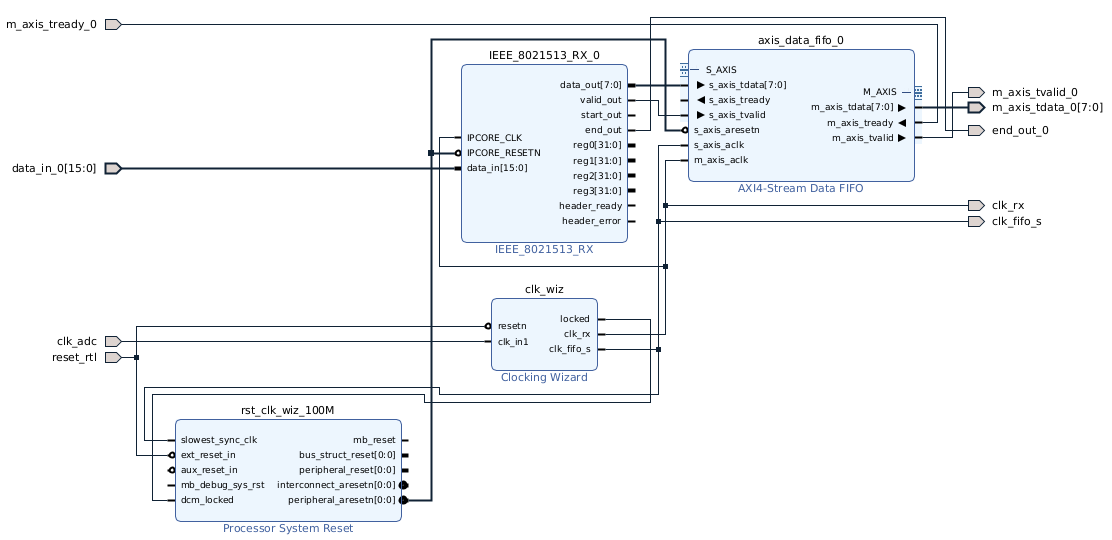 m_axis_tready_0
data_in_0[15:0]
clk_adc
reset_rtl
IEEE_8021513_RX_0
data_out[7:0]
valid_out
start_out
end_out
IPCORE_CLK
reg0[31:0]
IPCORE_RESETN
reg1[31:0]
data_in[15:0]
reg2[31:0]
reg3[31:0]
header_ready
header_error
IEEE_8021513_RX
axis_data_fifo_0
S_AXIS
s_axis_tdata[7:0]
M_AXIS
s_axis_tready
m_axis_tdata[7:0]
s_axis_tvalid
m_axis_tready
s_axis_aresetn
m_axis_tvalid
s_axis_aclk
m_axis_aclk
AXI4-Stream Data FIFO
m_axis_tvalid_0
m_axis_tdata_0[7:0]
end_out_0
clk_rx
clk_fifo_s
clk_wiz
locked
resetn
clk_rx
clk_in1
clk_fifo_s
Clocking Wizard
rst_clk_wiz_100M
slowest_sync_clk mb_reset
ext_reset_in bus_struct_reset[0:0]
aux_reset_in peripheral_reset[0:0]
mb_debug_sys_rst interconnect_aresetn[0:0]
dcm_locked peripheral_aresetn[0:0]
Processor System Reset